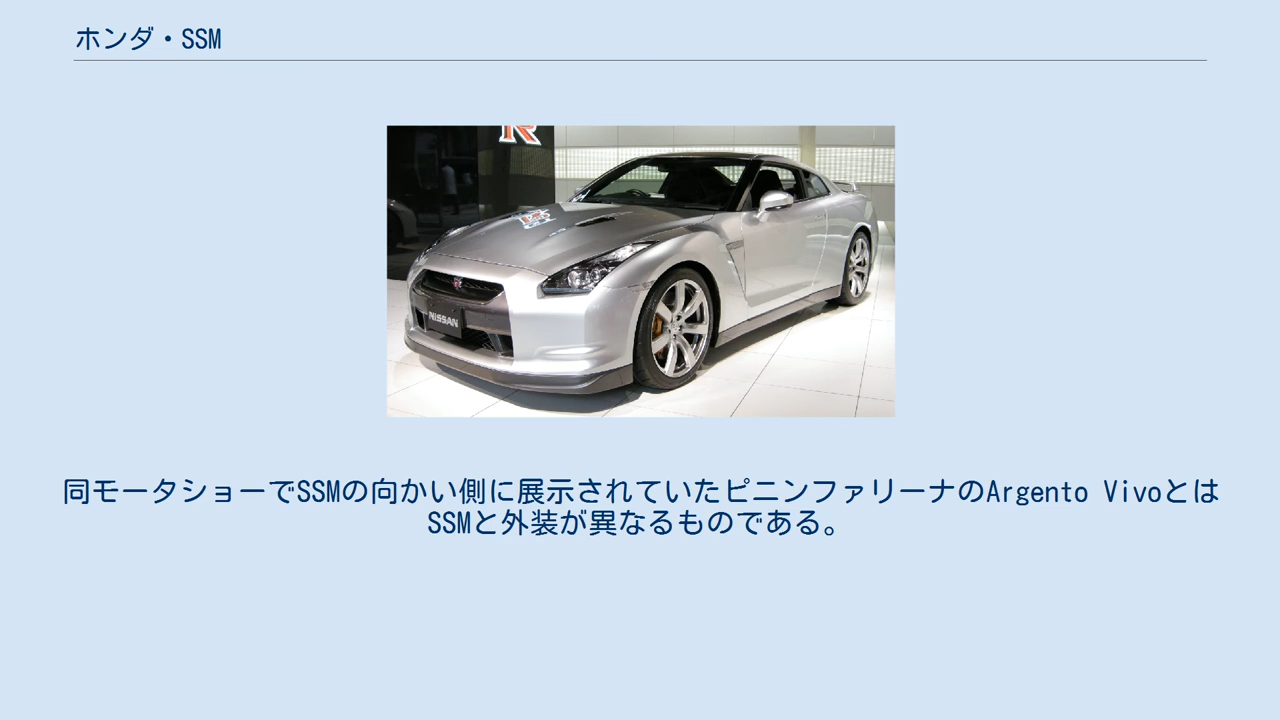 ホンダ・SSM
R
R
NISSAN
同モータショーでSSMの向かい側に展示されていたピニンファリーナのArgento Vivoとは
SSMと外装が異なるものである。